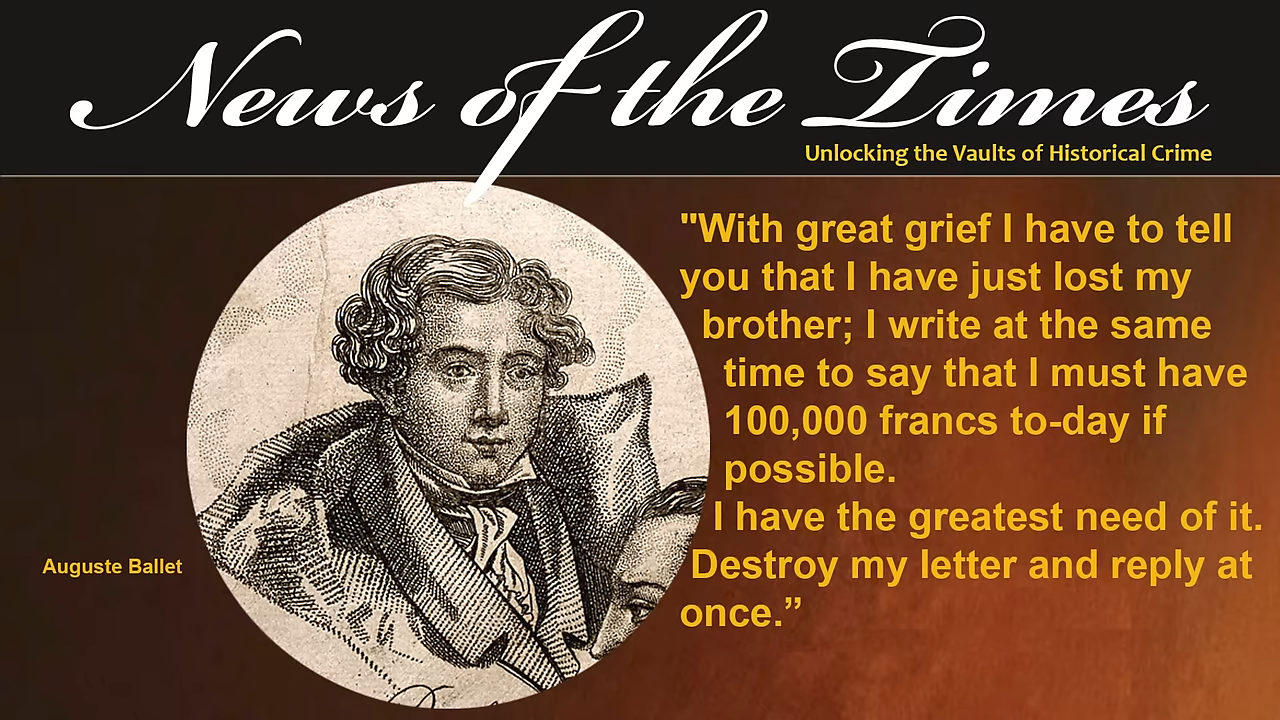 News of the Times
Unlocking the Vaults of Historical Crime
"With great grief I have to tell
you that I have just lost my
brother; I write at the same
time to say that I must have
100,000 francs to-day if
possible.
I have the greatest need of it.
Destroy my letter and reply at
once.”
Auguste Ballet